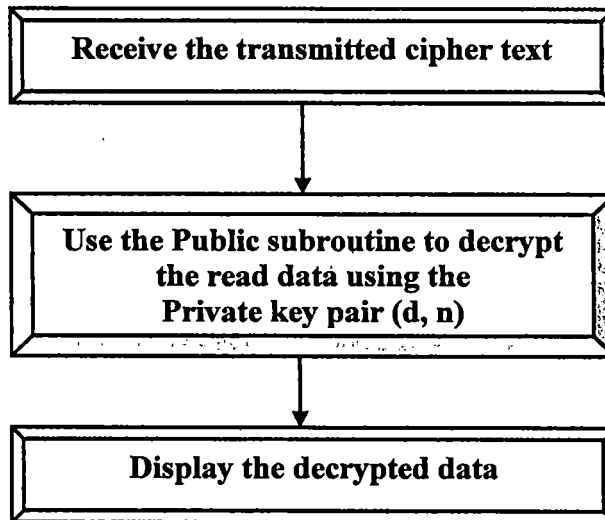 Receive the transmitted cipher text
Use the Public subroutine to decrypt
the read data using the
Private key pair (d, n)
Display the decrypted data